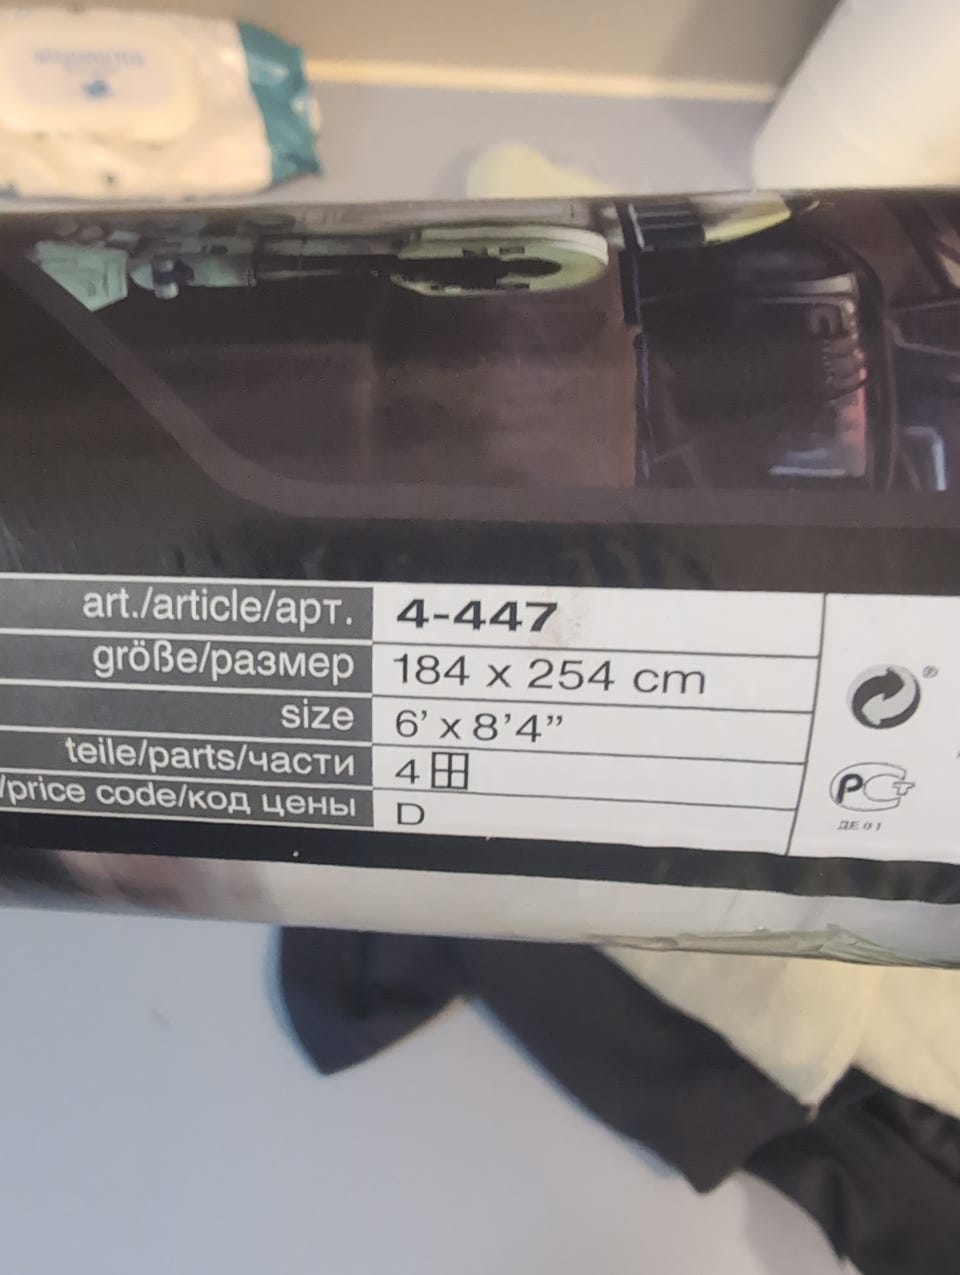 art./article/арт. 4-447
größe/размер 184 x 254 cm
size 6’ x 8’4”
teile/parts/части 4
/price code/код цены D
®
РСТ
ДЕ 01